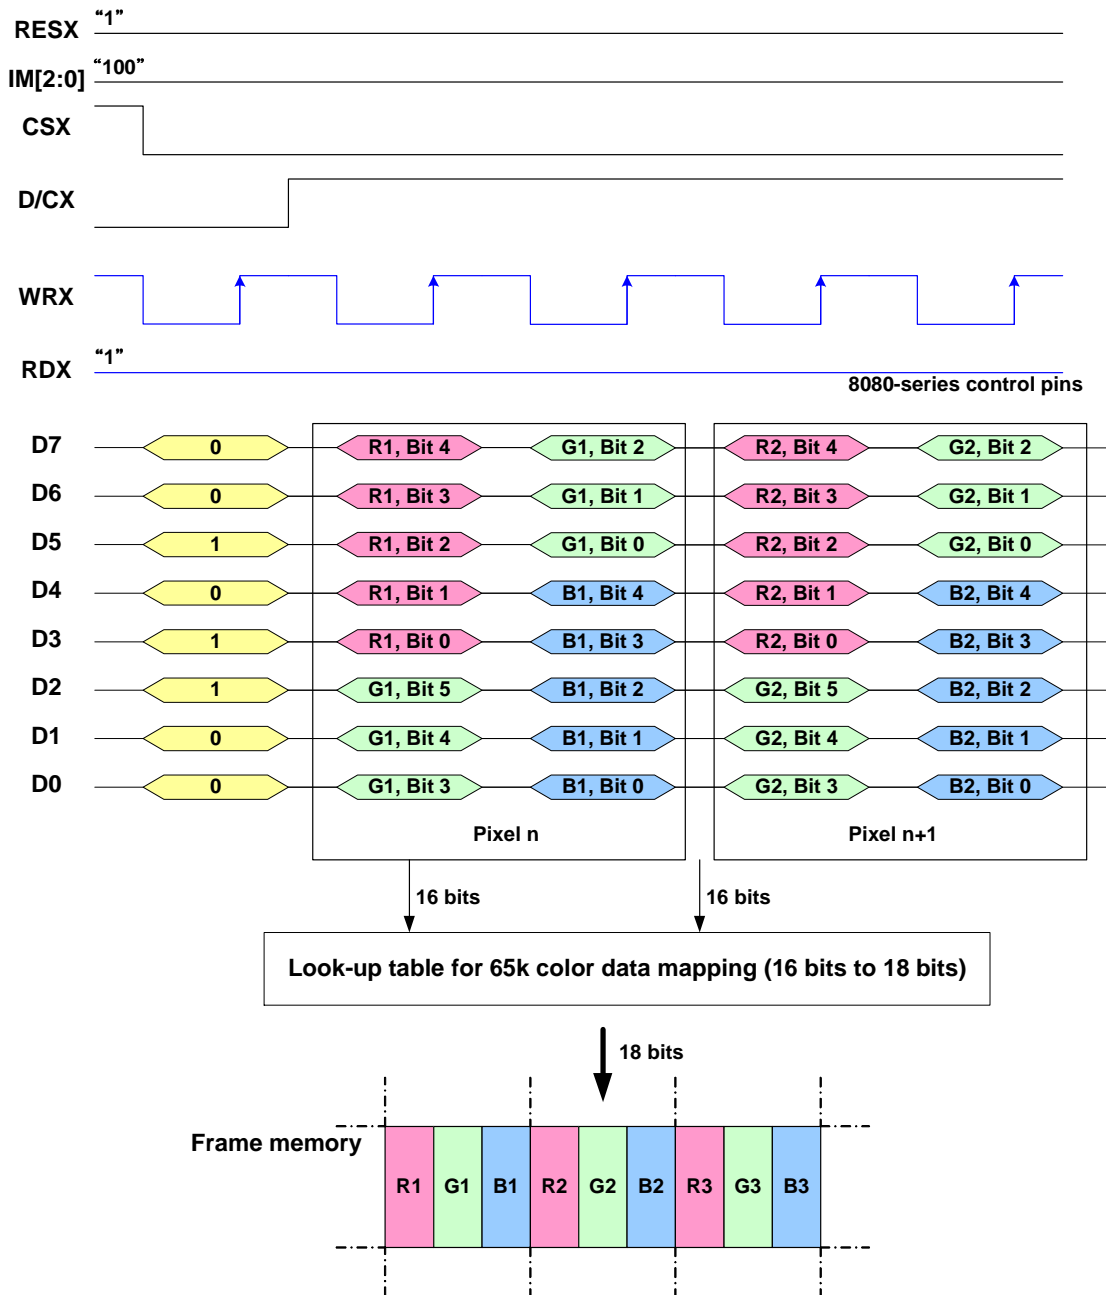 RESX “1”
IM[2:0] “100”
CSX
D/CX
WRX
RDX “1”
8080-series control pins
D7 0 R1, Bit 4 G1, Bit 2 R2, Bit 4 G2, Bit 2
D6 0 R1, Bit 3 G1, Bit 1 R2, Bit 3 G2, Bit 1
D5 1 R1, Bit 2 G1, Bit 0 R2, Bit 2 G2, Bit 0
D4 0 R1, Bit 1 B1, Bit 4 R2, Bit 1 B2, Bit 4
D3 1 R1, Bit 0 B1, Bit 3 R2, Bit 0 B2, Bit 3
D2 1 G1, Bit 5 B1, Bit 2 G2, Bit 5 B2, Bit 2
D1 0 G1, Bit 4 B1, Bit 1 G2, Bit 4 B2, Bit 1
D0 0 G1, Bit 3 B1, Bit 0 G2, Bit 3 B2, Bit 0
Pixel n Pixel n+1
16 bits 16 bits
Look-up table for 65k color data mapping (16 bits to 18 bits)
18 bits
Frame memory
R1 G1 B1 R2 G2 B2 R3 G3 B3